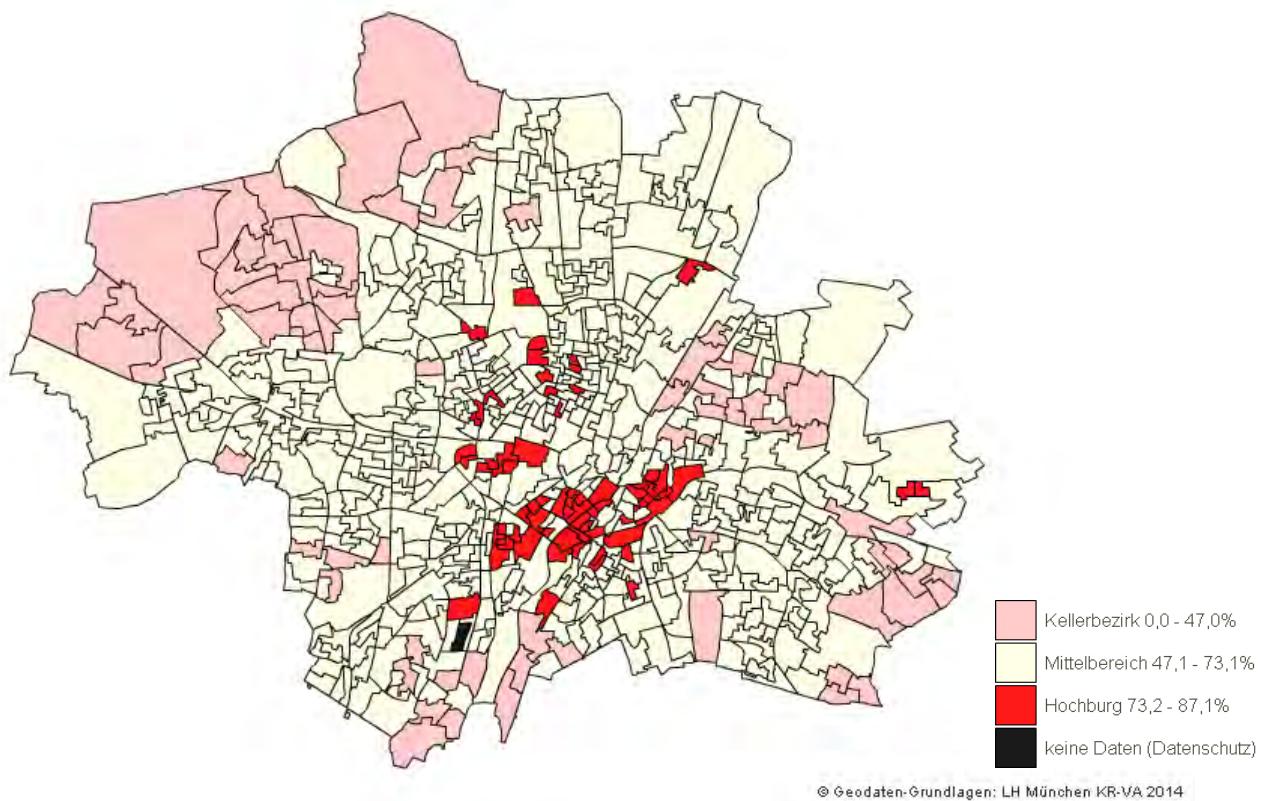 Kellerbezirk 0,0 - 47,0%
Mittelbereich 47,1 - 73,1%
Hochburg 73,2 - 87,1%
keine Daten (Datenschutz)
© Geodaten-Grundlagen: LH München KR-VA 2014